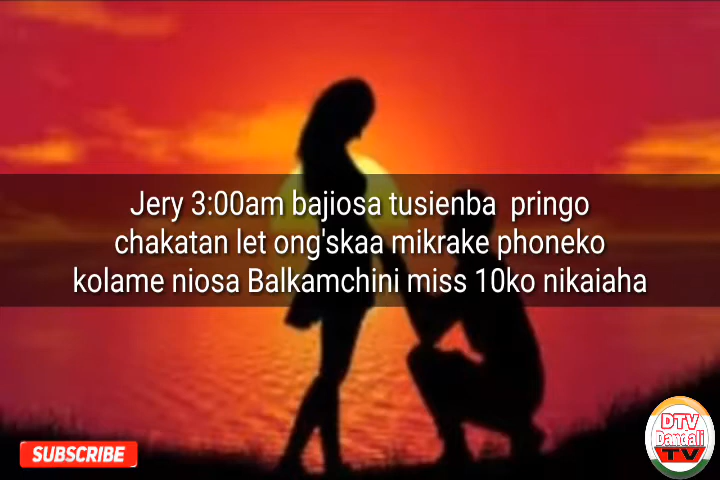 Jery 3:00am bajiosa tusienba pringo
chakatan let ong'skaa mikrake phoneko
kolame niosa Balkamchini miss 10ko nikaiaha
SUBSCRIBE
DTV
Dangali
TV